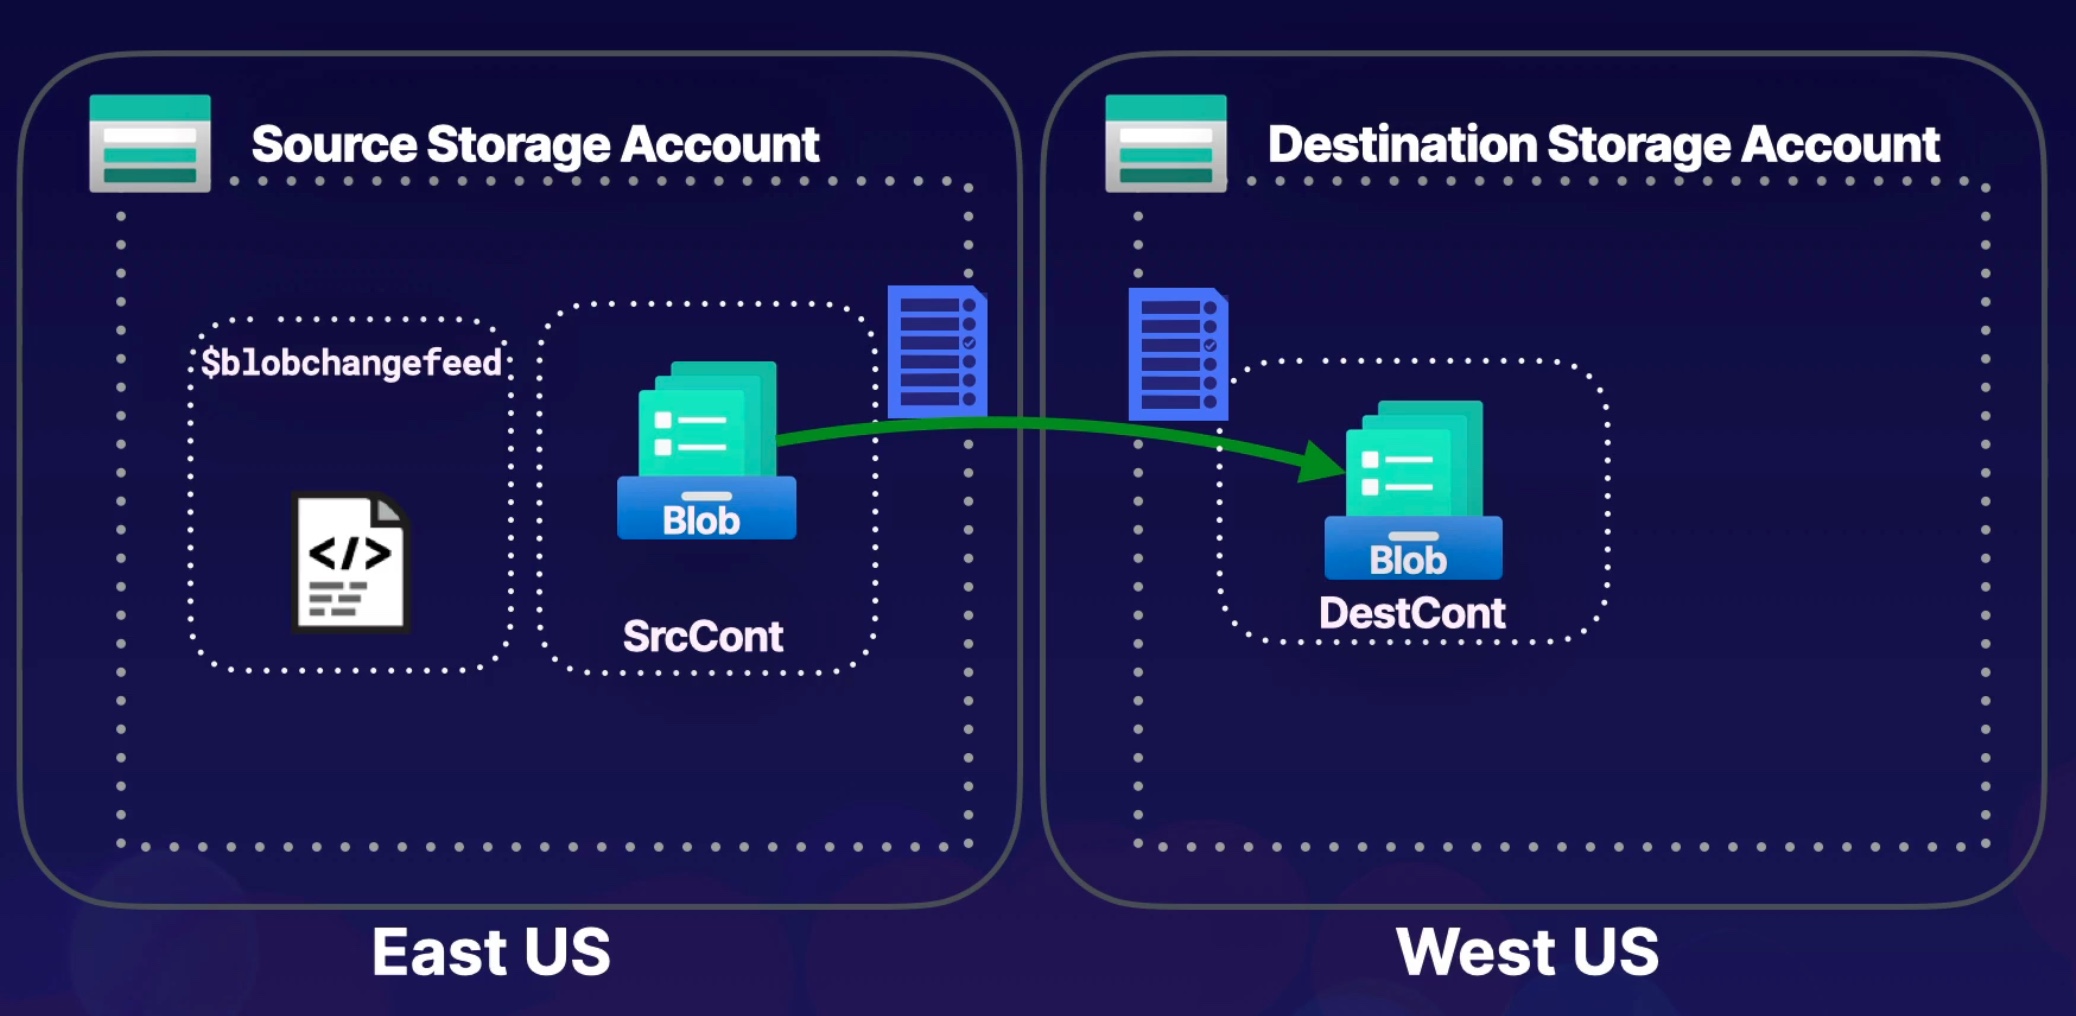 Source Storage Account
Destination Storage Account
$blobchangefeed
</>
Blob
SrcCont
Blob
DestCont
East US
West US